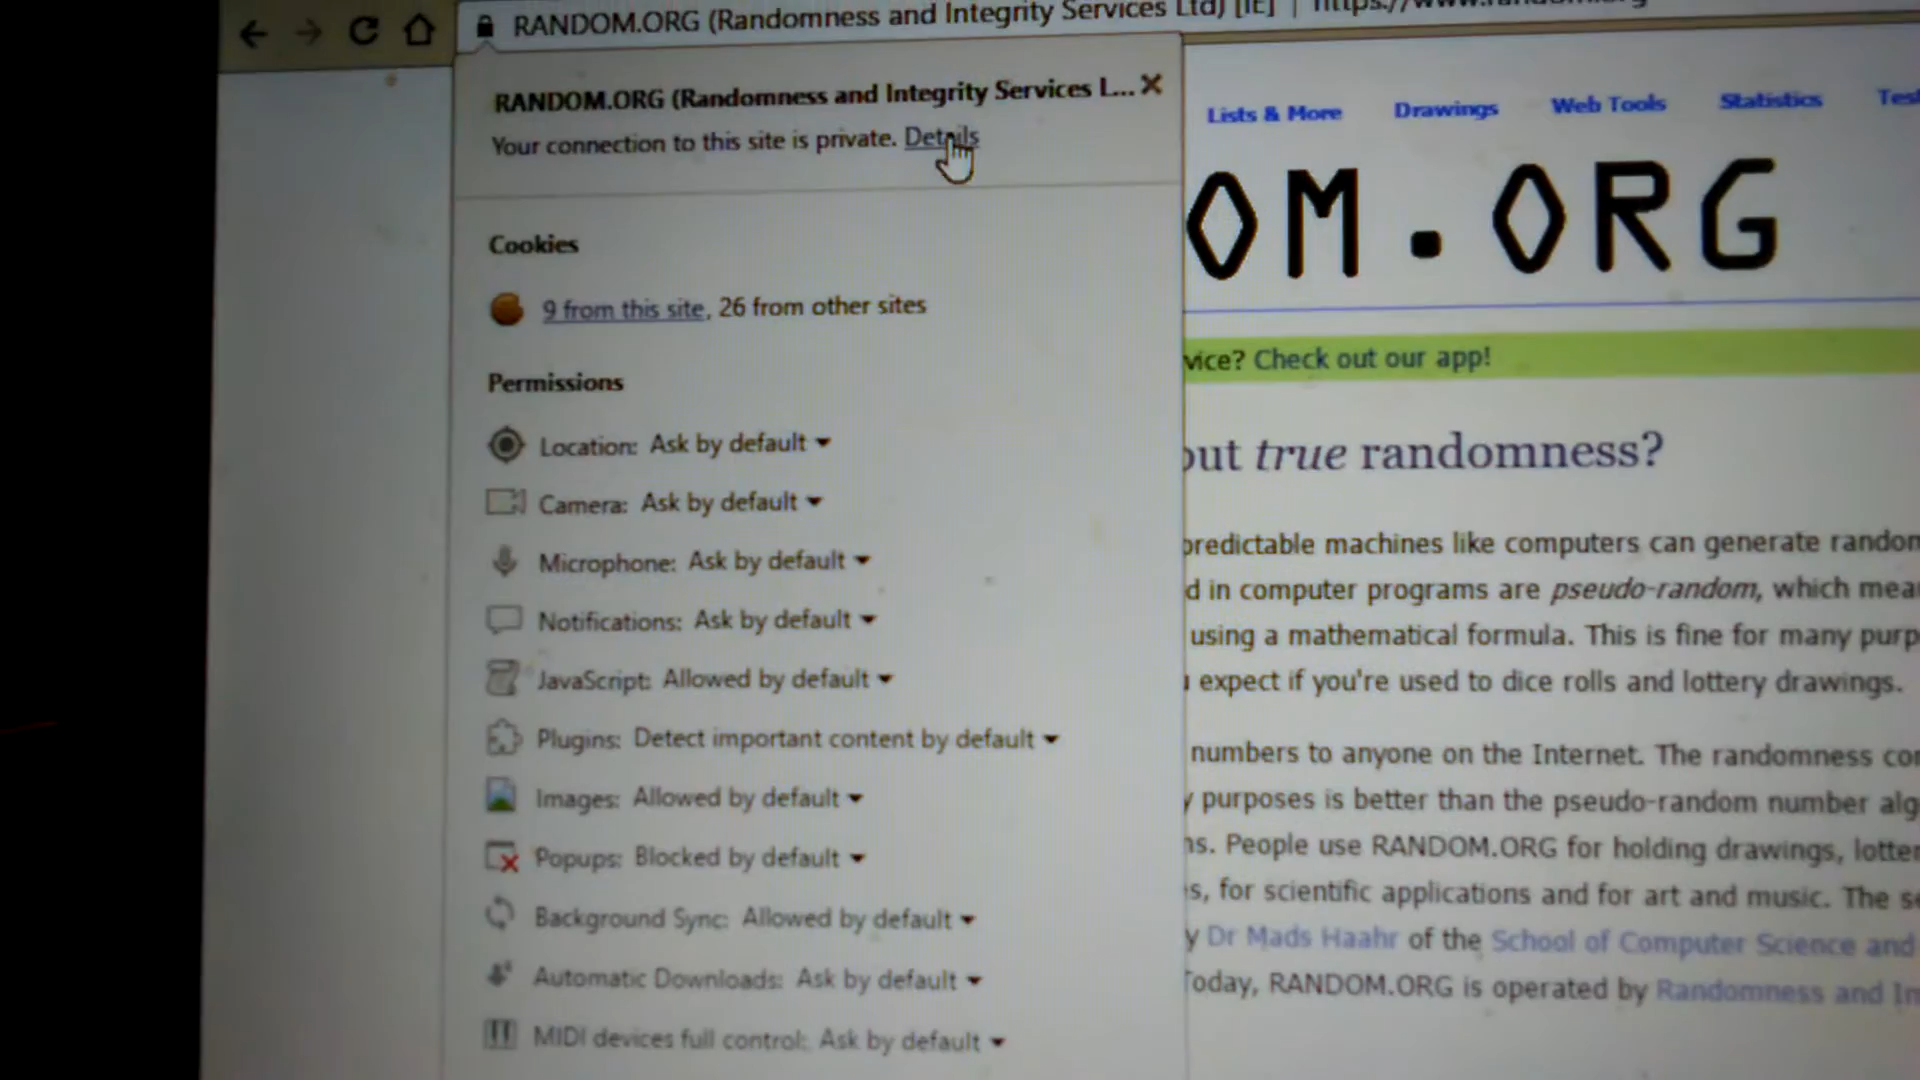 RANDOM.ORG (Randomness and Integrity Services Ltd) [IE] | https://www.random.org
RANDOM.ORG (Randomness and Integrity Services L...
Your connection to this site is private. Details
Cookies
9 from this site, 26 from other sites
Permissions
Location: Ask by default
Camera: Ask by default
Microphone: Ask by default
Notifications: Ask by default
JavaScript: Allowed by default
Plugins: Detect important content by default
Images: Allowed by default
Popups: Blocked by default
Background Sync: Allowed by default
Automatic Downloads: Ask by default
MIDI devices full control: Ask by default
Lists & More Drawings Web Tools Statistics Test
OM.ORG
vice? Check out our app!
out true randomness?
predictable machines like computers can generate random
d in computer programs are pseudo-random, which mea
using a mathematical formula. This is fine for many purp
expect if you're used to dice rolls and lottery drawings.
numbers to anyone on the Internet. The randomness co
y purposes is better than the pseudo-random number alg
ns. People use RANDOM.ORG for holding drawings, lotter
s, for scientific applications and for art and music. The se
y Dr Mads Haahr of the School of Computer Science and
Today, RANDOM.ORG is operated by Randomness and In